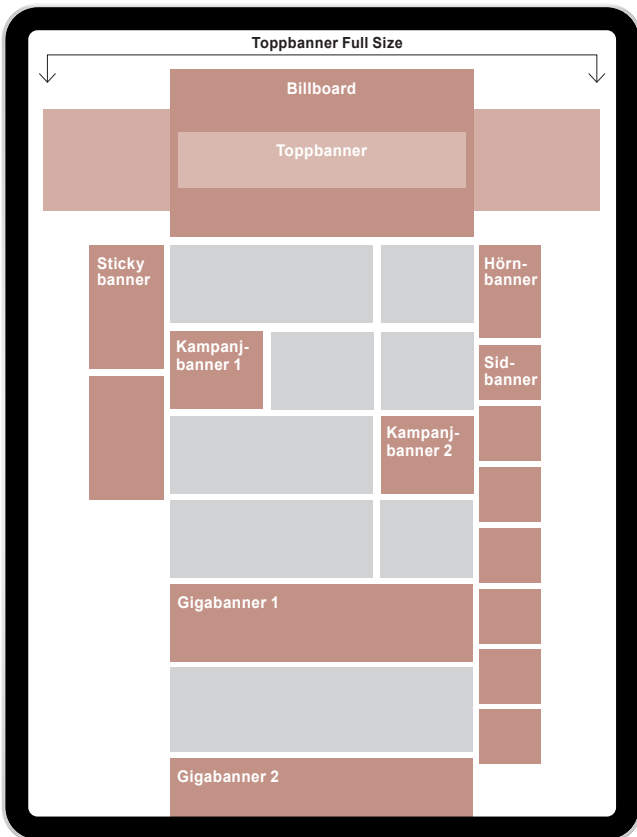 Toppbanner Full Size
Billboard
Toppbanner
Sticky
banner
Hörn-
banner
Kampanj-
banner 1
Sid-
banner
Kampanj-
banner 2
Gigabanner 1
Gigabanner 2